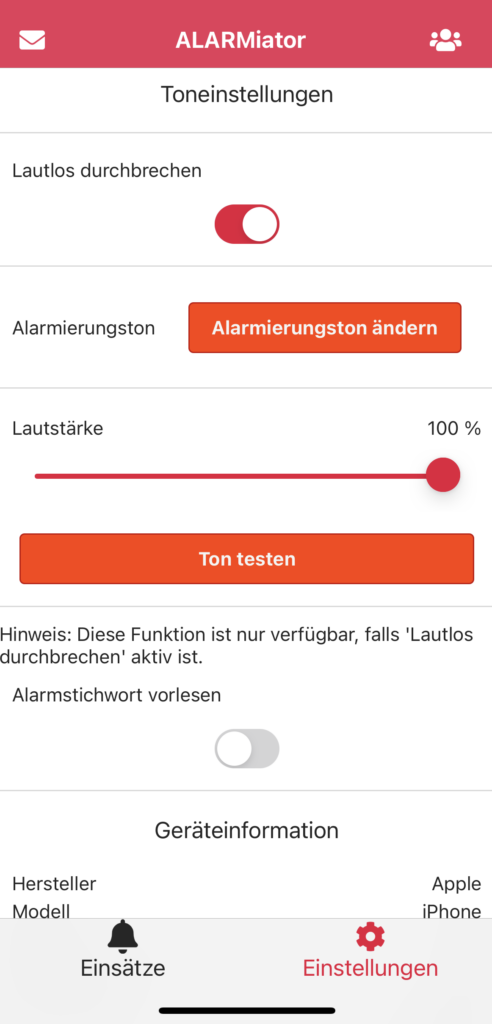 ALARMiator
Toneinstellungen
Lautlos durchbrechen
Alarmierungston
Alarmierungston ändern
Lautstärke
100 %
Ton testen
Hinweis: Diese Funktion ist nur verfügbar, falls 'Lautlos
durchbrechen' aktiv ist.
Alarmstichwort vorlesen
Geräteinformation
Hersteller
Apple
Modell
iPhone
Einsätze
Einstellungen